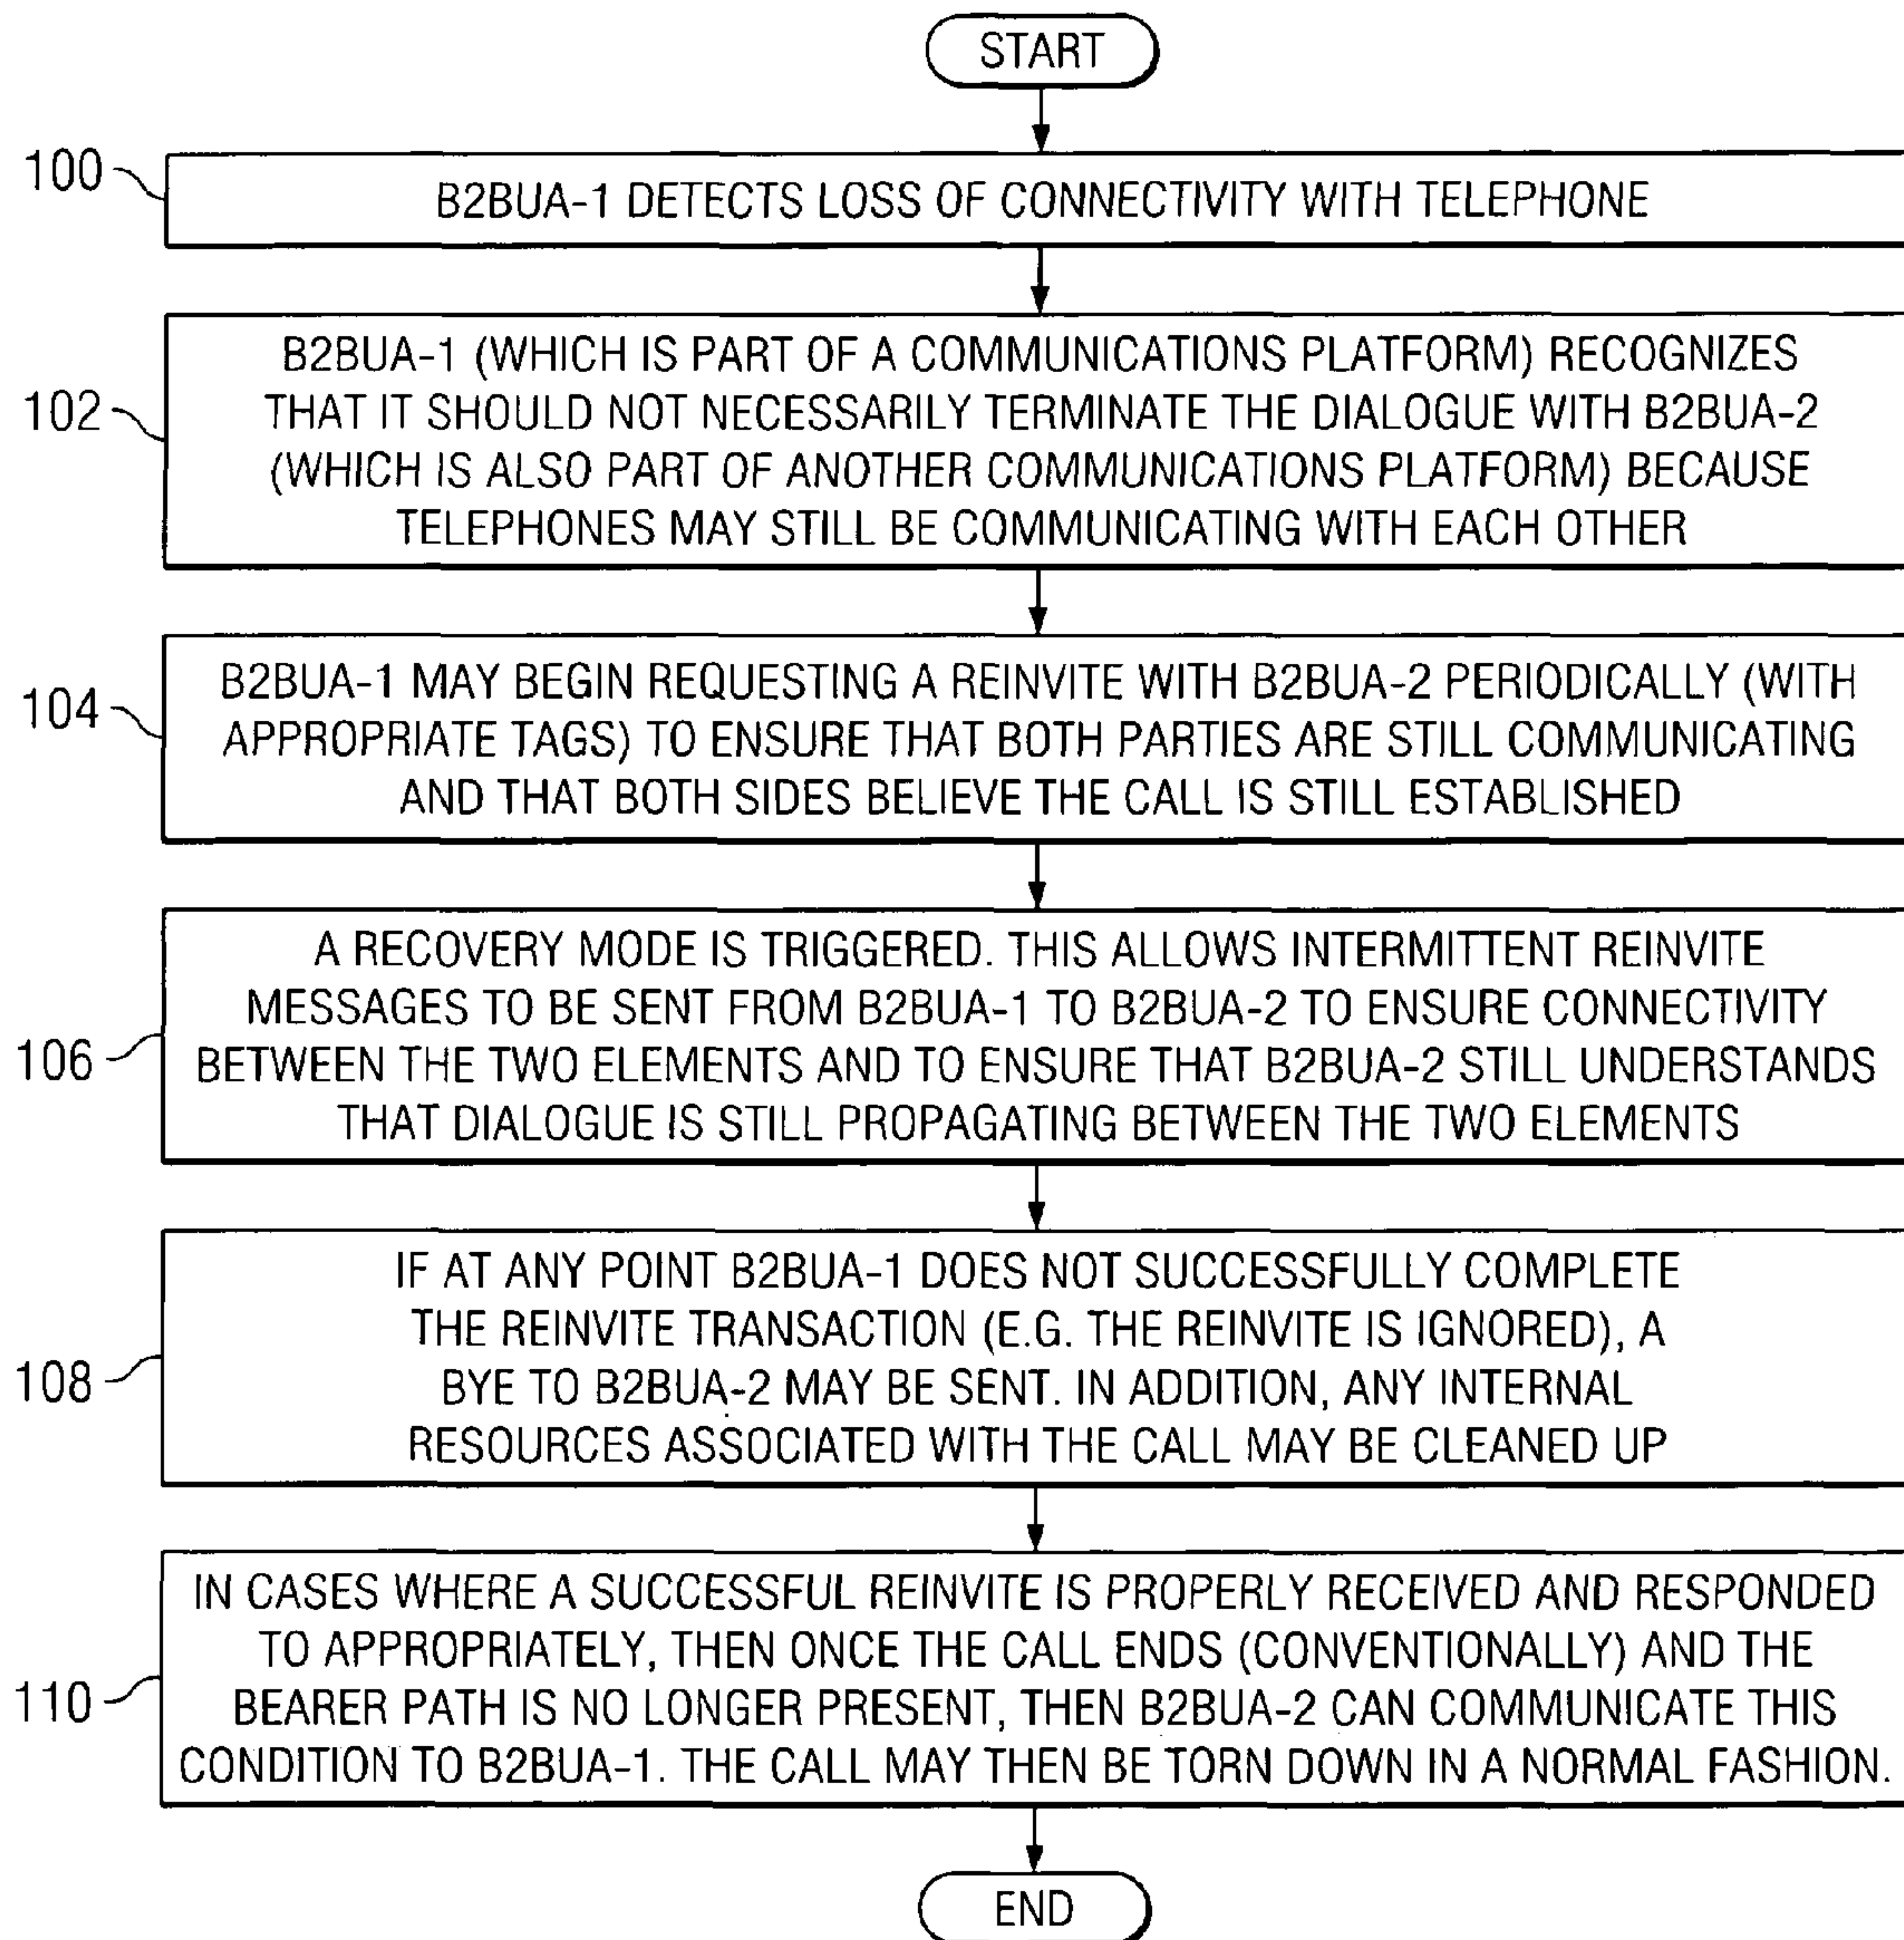 START
100
B2BUA-1 DETECTS LOSS OF CONNECTIVITY WITH TELEPHONE
102
B2BUA-1 (WHICH IS PART OF A COMMUNICATIONS PLATFORM) RECOGNIZES
THAT IT SHOULD NOT NECESSARILY TERMINATE THE DIALOGUE WITH B2BUA-2
(WHICH IS ALSO PART OF ANOTHER COMMUNICATIONS PLATFORM) BECAUSE
TELEPHONES MAY STILL BE COMMUNICATING WITH EACH OTHER
104
B2BUA-1 MAY BEGIN REQUESTING A REINVITE WITH B2BUA-2 PERIODICALLY (WITH
APPROPRIATE TAGS) TO ENSURE THAT BOTH PARTIES ARE STILL COMMUNICATING
AND THAT BOTH SIDES BELIEVE THE CALL IS STILL ESTABLISHED
106
A RECOVERY MODE IS TRIGGERED. THIS ALLOWS INTERMITTENT REINVITE
MESSAGES TO BE SENT FROM B2BUA-1 TO B2BUA-2 TO ENSURE CONNECTIVITY
BETWEEN THE TWO ELEMENTS AND TO ENSURE THAT B2BUA-2 STILL UNDERSTANDS
THAT DIALOGUE IS STILL PROPAGATING BETWEEN THE TWO ELEMENTS
108
IF AT ANY POINT B2BUA-1 DOES NOT SUCCESSFULLY COMPLETE
THE REINVITE TRANSACTION (E.G. THE REINVITE IS IGNORED), A
BYE TO B2BUA-2 MAY BE SENT. IN ADDITION, ANY INTERNAL
RESOURCES ASSOCIATED WITH THE CALL MAY BE CLEANED UP
110
IN CASES WHERE A SUCCESSFUL REINVITE IS PROPERLY RECEIVED AND RESPONDED
TO APPROPRIATELY, THEN ONCE THE CALL ENDS (CONVENTIONALLY) AND THE
BEARER PATH IS NO LONGER PRESENT, THEN B2BUA-2 CAN COMMUNICATE THIS
CONDITION TO B2BUA-1. THE CALL MAY THEN BE TORN DOWN IN A NORMAL FASHION.
END